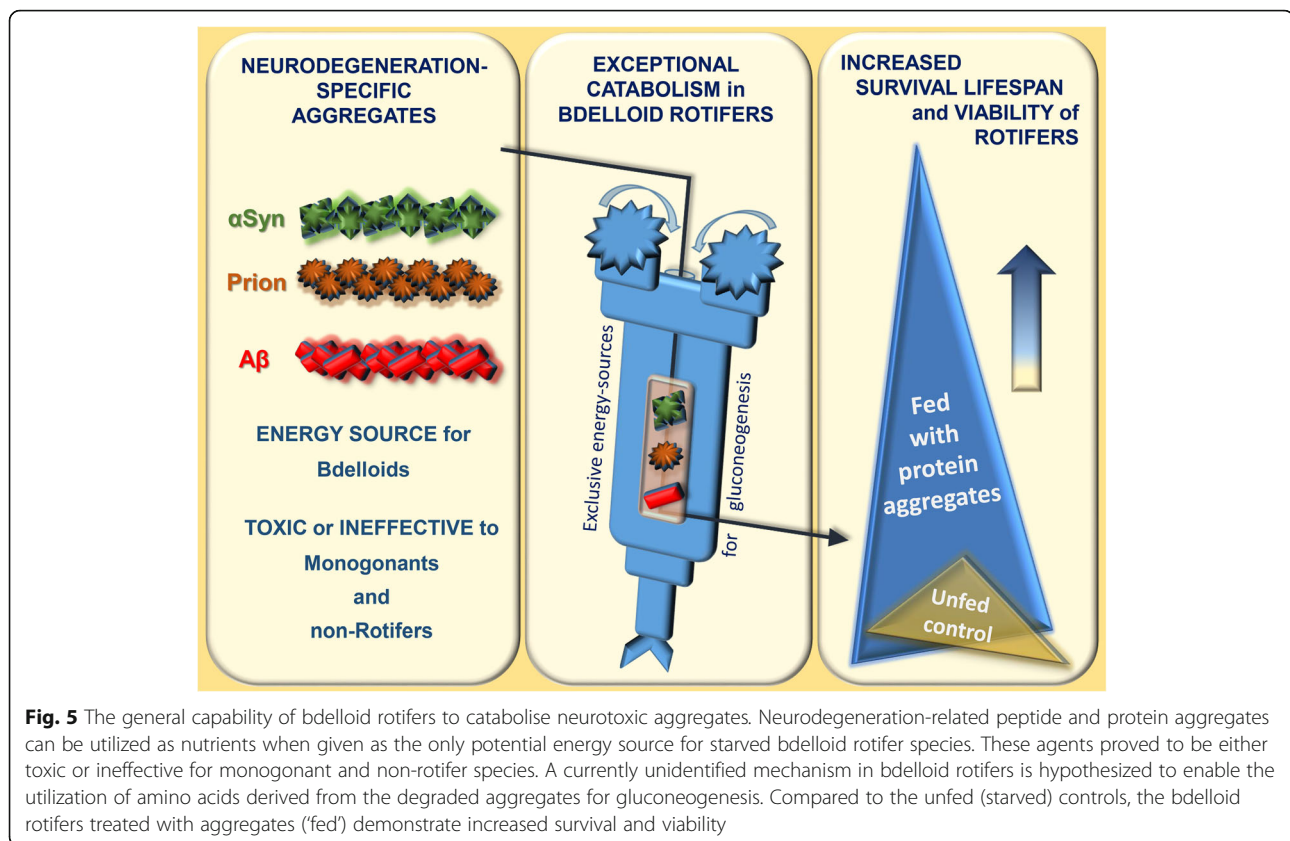 NEURODEGENERATION-
SPECIFIC
AGGREGATES
αSyn
Prion
Aβ
ENERGY SOURCE for
Bdelloids
TOXIC or INEFFECTIVE to
Monogonants
and
non-Rotifers
EXCEPTIONAL
CATABOLISM in
BDELLOID ROTIFERS
Exclusive energy-sources
for gluconeogenesis
INCREASED
SURVIVAL LIFESPAN
and VIABILITY of
ROTIFERS
Fed
with
protein
aggregates
Unfed
control
Fig. 5 The general capability of bdelloid rotifers to catabolise neurotoxic aggregates. Neurodegeneration-related peptide and protein aggregates
can be utilized as nutrients when given as the only potential energy source for starved bdelloid rotifer species. These agents proved to be either
toxic or ineffective for monogonant and non-rotifer species. A currently unidentified mechanism in bdelloid rotifers is hypothesized to enable the
utilization of amino acids derived from the degraded aggregates for gluconeogenesis. Compared to the unfed (starved) controls, the bdelloid
rotifers treated with aggregates (‘fed’) demonstrate increased survival and viability